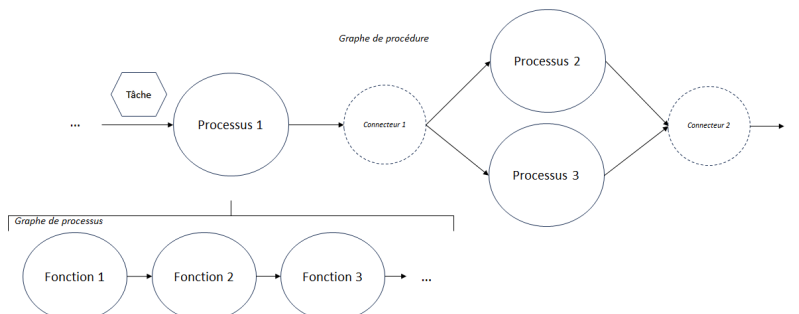 Graphe de procédure
Processus 2
Tâche
...
Processus 1
Connecteur 1
Connecteur 2
Processus 3
Graphe de processus
Fonction 1
Fonction 2
Fonction 3
...